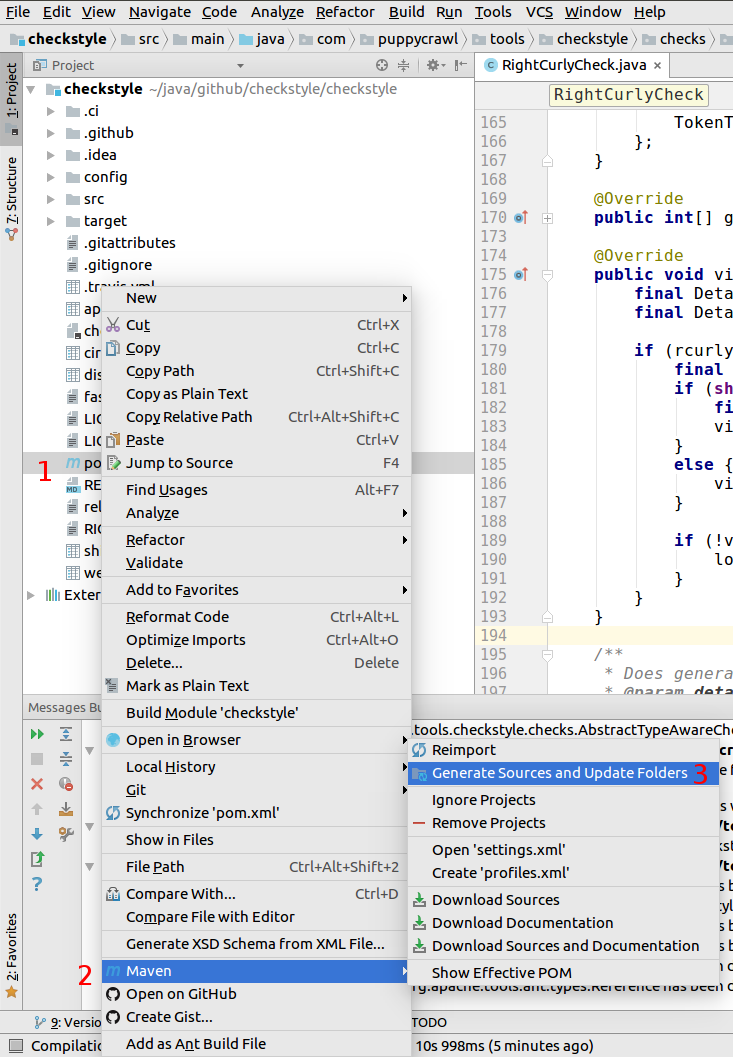 File Edit View Navigate Code Analyze Refactor Build Run Tools VCS Window Help
checkstyle src main java com puppycrawl tools checkstyle checks
1: Project
7: Structure
2: Favorites
Project
RightCurlyCheck.java ×
RightCurlyCheck
checkstyle ~/java/github/checkstyle/checkstyle
.ci
.github
.idea
config
src
target
.gitattributes
.gitignore
.travis.yml
ap
che
cir
dis
fas
LIC
LIC
1 m po
MD RE
rel
RIC
sh
we
Exter
165 TokenT
166 };
167 }
168
169 @Override
170 public int[] g
173
174 @Override
175 public void vi
176 final Deta
177 final Deta
178
179 if (rcurly
180 final
181 if (sh
182 fi
183 vi
184 }
185 else {
186 vi
187 }
188
189 if (!v
190 lo
191 }
192 }
193 }
194
195 /**
196 * Does genera
197 * @param deta
New
Cut Ctrl+X
Copy Ctrl+C
Copy Path Ctrl+Shift+C
Copy as Plain Text
Copy Relative Path Ctrl+Alt+Shift+C
Paste Ctrl+V
Jump to Source F4
Find Usages Alt+F7
Analyze
Refactor
Validate
Add to Favorites
Reformat Code Ctrl+Alt+L
Optimize Imports Ctrl+Alt+O
Delete... Delete
Mark as Plain Text
Build Module 'checkstyle'
Open in Browser
Local History
Git
Synchronize 'pom.xml'
Show in Files
File Path Ctrl+Alt+Shift+2
Compare With... Ctrl+D
Compare File with Editor
Generate XSD Schema from XML File...
2 m Maven
Open on GitHub
Create Gist...
Add as Ant Build File
Messages Bu
.tools.checkstyle.checks.AbstractTypeAwareChe
Reimport
Generate Sources and Update Folders 3
Ignore Projects
Remove Projects
Open 'settings.xml'
Create 'profiles.xml'
Download Sources
Download Documentation
Download Sources and Documentation
Show Effective POM
rg.apache.tools.ant.types.Reference has been c
9: Versio
TODO
Compilatio
10s 998ms (5 minutes ago)